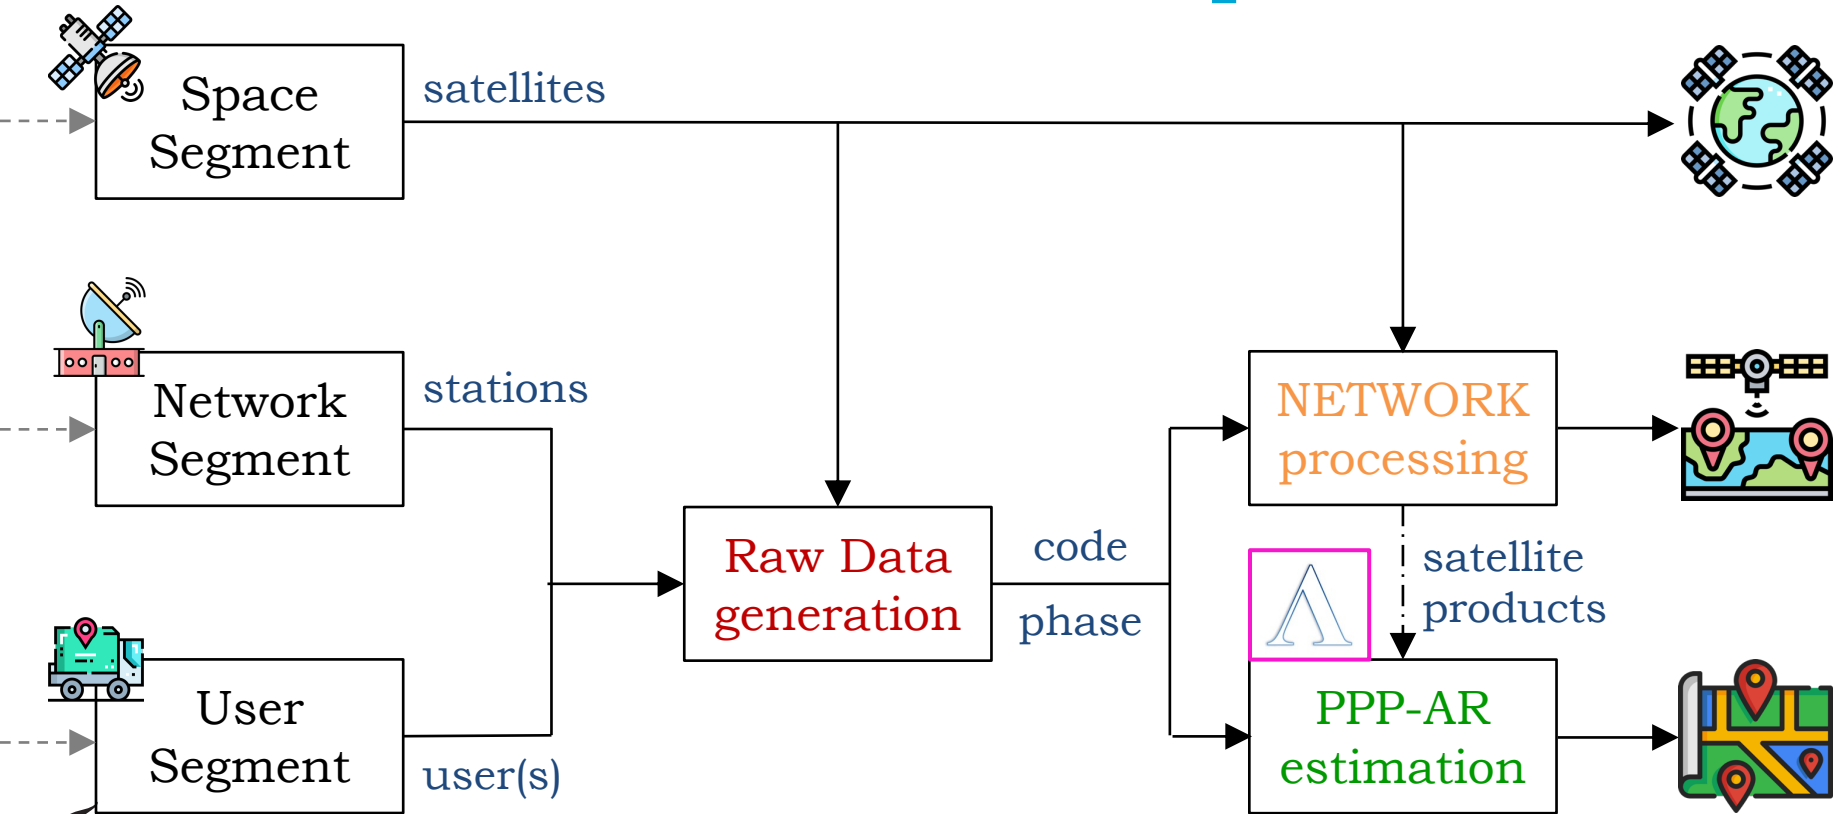 Space
Segment
satellites
Network
Segment
stations
User
Segment
user(s)
Raw Data
generation
code
phase
NETWORK
processing
satellite
products
Λ
PPP-AR
estimation